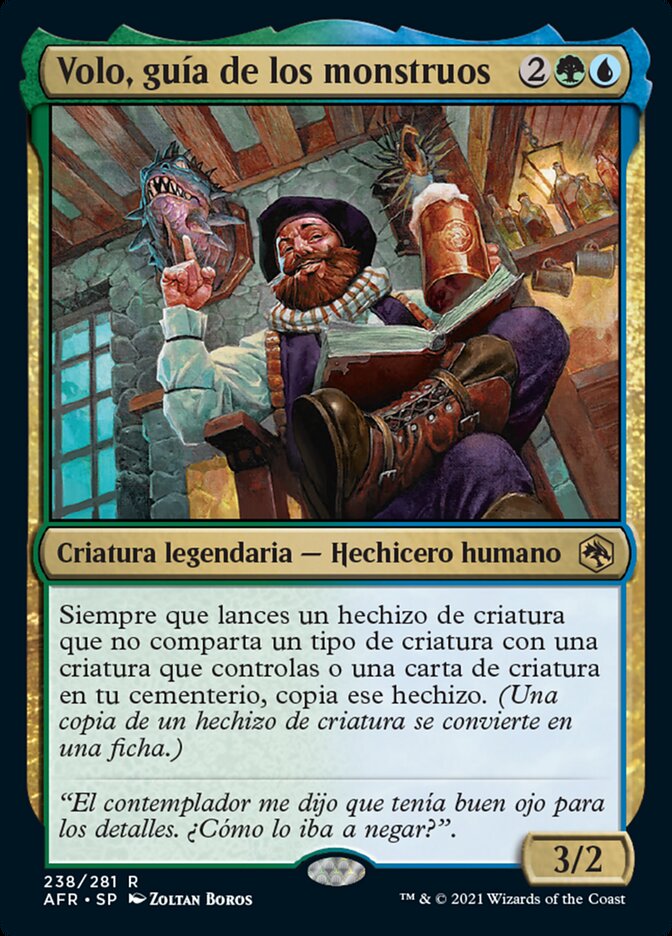 Volo, guía de los monstruos 2
Criatura legendaria — Hechicero humano
Siempre que lances un hechizo de criatura
que no comparta un tipo de criatura con una
criatura que controlas o una carta de criatura
en tu cementerio, copia ese hechizo. (Una
copia de un hechizo de criatura se convierte en
una ficha.)
“El contemplador me dijo que tenía buen ojo para
los detalles. ¿Cómo lo iba a negar?”.
3/2
238/281 R
AFR • SP Zoltan Boros
™ & © 2021 Wizards of the Coast